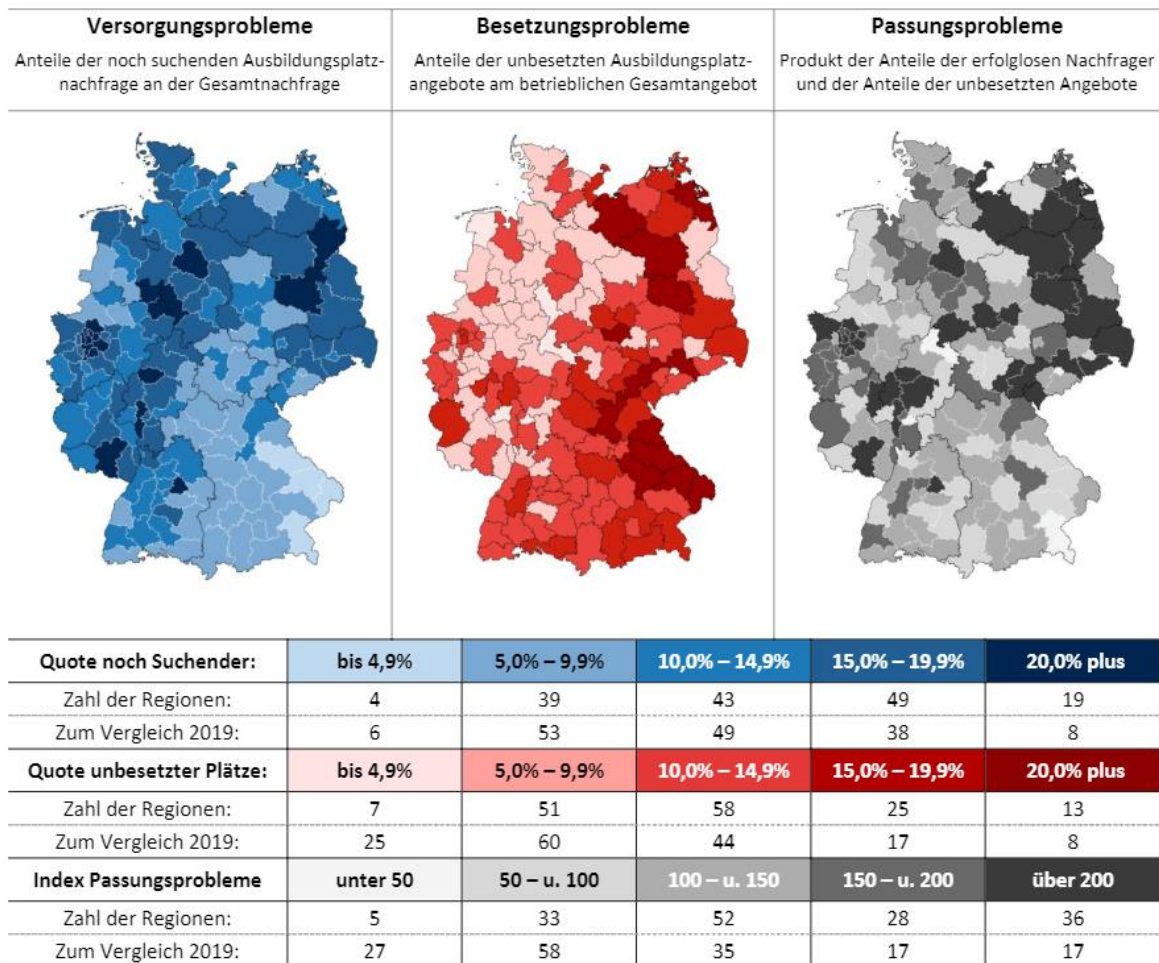 Versorgungsprobleme
Anteile der noch suchenden Ausbildungsplatz-
nachfrage an der Gesamtnachfrage
Besetzungsprobleme
Anteile der unbesetzten Ausbildungsplatz-
angebote am betrieblichen Gesamtangebot
Passungsprobleme
Produkt der Anteile der erfolglosen Nachfrager
und der Anteile der unbesetzten Angebote
Quote noch Suchender: bis 4,9% 5,0% – 9,9% 10,0% – 14,9% 15,0% – 19,9% 20,0% plus
Zahl der Regionen: 4 39 43 49 19
Zum Vergleich 2019: 6 53 49 38 8
Quote unbesetzter Plätze: bis 4,9% 5,0% – 9,9% 10,0% – 14,9% 15,0% – 19,9% 20,0% plus
Zahl der Regionen: 7 51 58 25 13
Zum Vergleich 2019: 25 60 44 17 8
Index Passungsprobleme unter 50 50 – u. 100 100 – u. 150 150 – u. 200 über 200
Zahl der Regionen: 5 33 52 28 36
Zum Vergleich 2019: 27 58 35 17 17